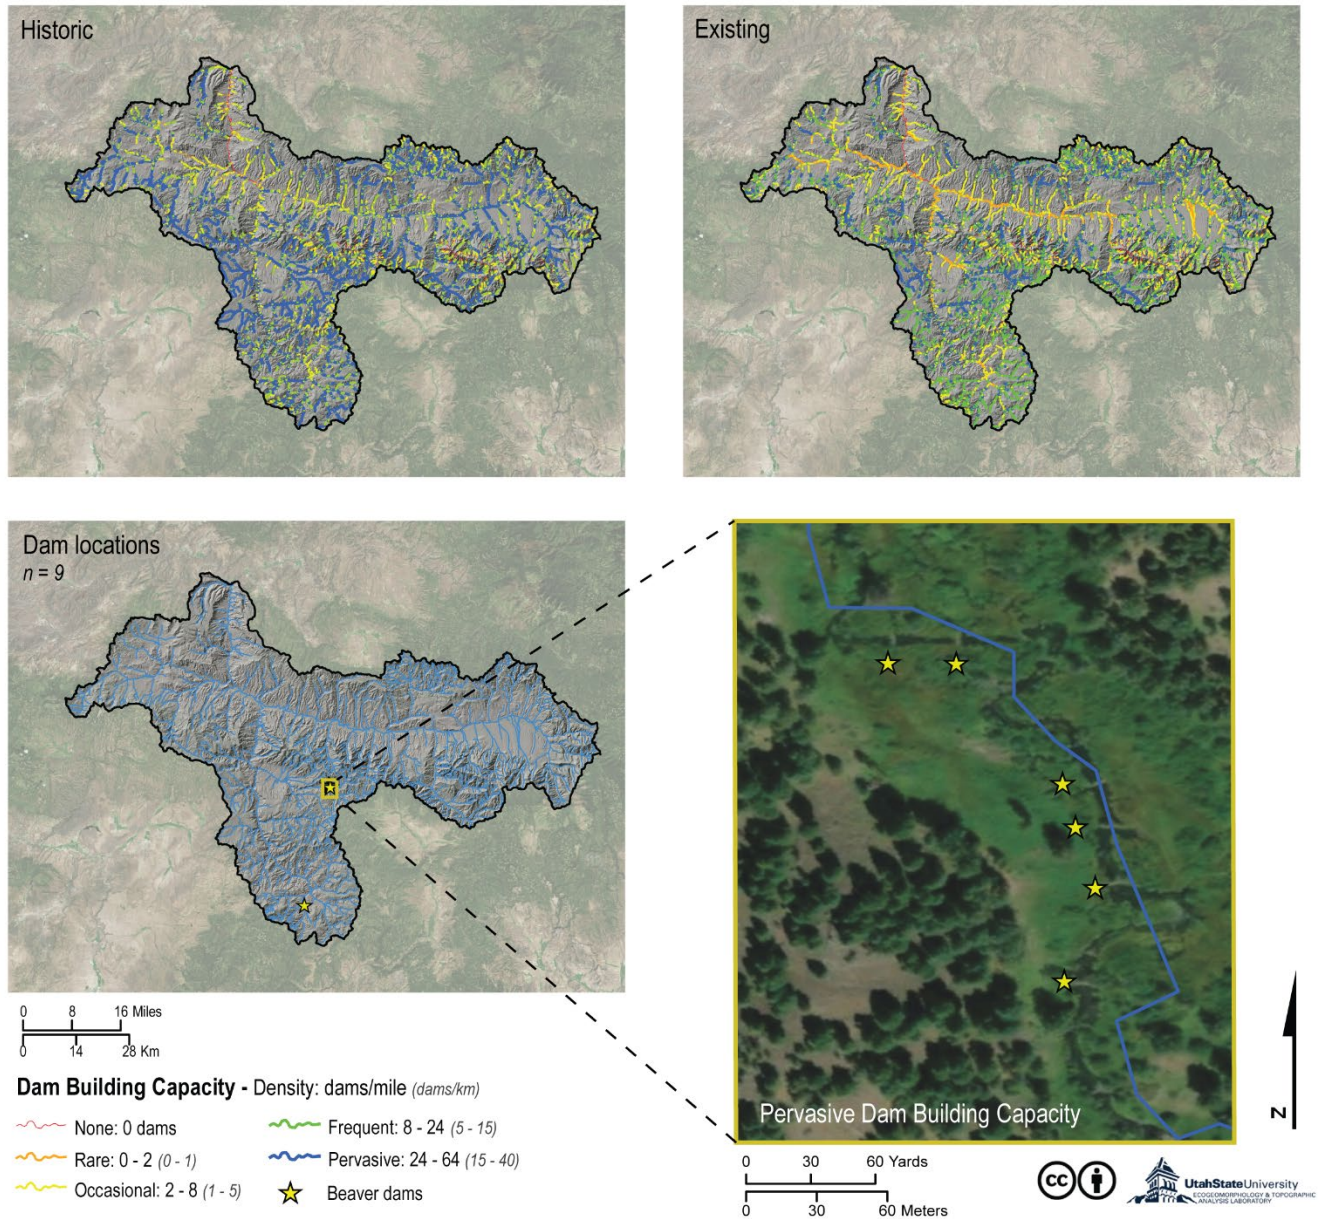 Historic
Existing
Dam locations
n = 9
Pervasive Dam Building Capacity
0 8 16 Miles
0 14 28 Km
Dam Building Capacity - Density: dams/mile (dams/km)
None: 0 dams
Rare: 0 - 2 (0 - 1)
Occasional: 2 - 8 (1 - 5)
Frequent: 8 - 24 (5 - 15)
Pervasive: 24 - 64 (15 - 40)
Beaver dams
0 30 60 Yards
0 30 60 Meters
N
cc
UtahStateUniversity
ECOGEOMORPHOLOGY & TOPOGRAPHIC
ANALYSIS LABORATORY